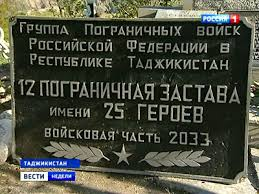 РОССИЯ 1
ГРУППА ПОГРАНИЧНЫХ ВОЙСК
РОССИЙСКОЙ ФЕДЕРАЦИИ В
РЕСПУБЛИКЕ ТАДЖИКИСТАН
12 ПОГРАНИЧНАЯ ЗАСТАВА
ИМЕНИ 25 ГЕРОЕВ
ВОЙСКОВАЯ ЧАСТЬ 2033
ТАДЖИКИСТАН
ВЕСТИ НЕДЕЛИ